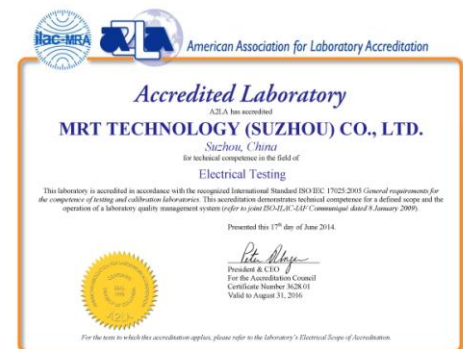 ilac-MRA
A2LA
American Association for Laboratory Accreditation
Accredited Laboratory
A2LA has accredited
MRT TECHNOLOGY (SUZHOU) CO., LTD.
Suzhou, China
for technical competence in the field of
Electrical Testing
This laboratory is accredited in accordance with the recognized International Standard ISO/IEC 17025:2005 General requirements for
the competence of testing and calibration laboratories. This accreditation demonstrates technical competence for a defined scope and the
operation of a laboratory quality management system (refer to joint ISO-ILAC-IAF Communiqué dated 8 January 2009).
Presented this 17th day of June 2014.
President & CEO
For the Accreditation Council
Certificate Number 3628.01
Valid to August 31, 2016
A2LA
For the tests to which this accreditation applies, please refer to the laboratory's Electrical Scope of Accreditation.